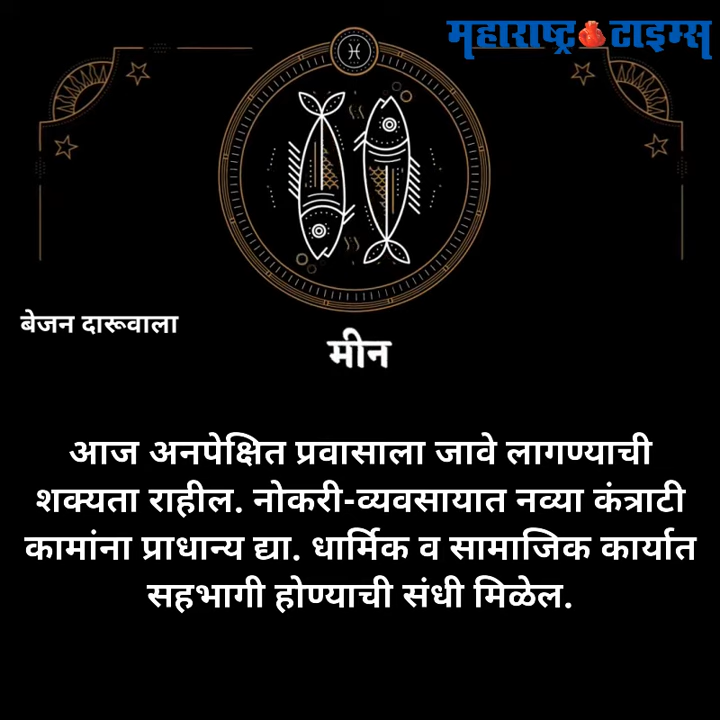 महाराष्ट्र टाइम्स
बेजन दारूवाला
मीन
आज अनपेक्षित प्रवासाला जावे लागण्याची
शक्यता राहील. नोकरी-व्यवसायात नव्या कंत्राटी
कामांना प्राधान्य द्या. धार्मिक व सामाजिक कार्यात
सहभागी होण्याची संधी मिळेल.